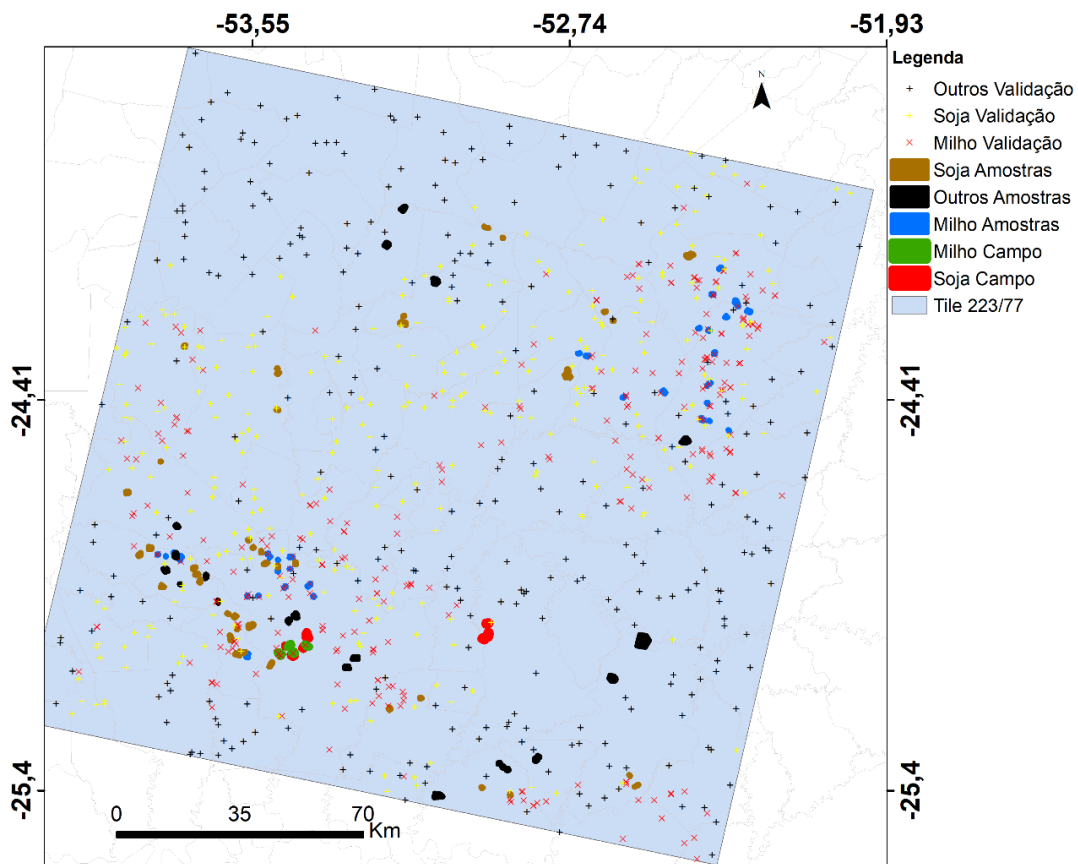 -53,55
-52,74
-51,93
Legenda
N
Outros Validação
Soja Validação
Milho Validação
Soja Amostras
Outros Amostras
Milho Amostras
Milho Campo
Soja Campo
Tile 223/77
-24,41
-24,41
-25,4
-25,4
0
35
70
Km